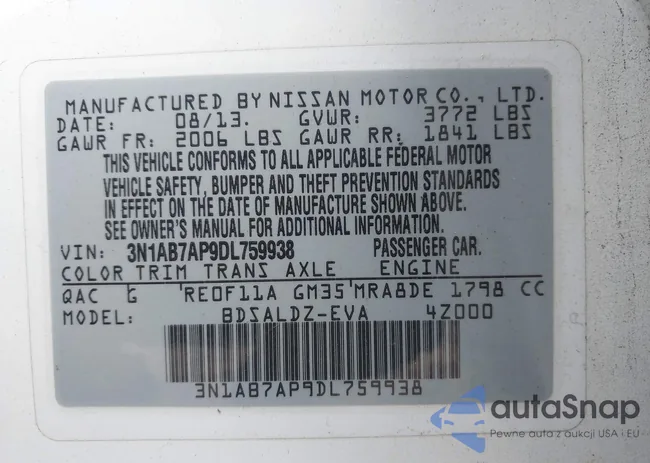 MANUFACTURED BY NISSAN MOTOR CO., LTD.
DATE: 08/13. GVWR: 3772 LBS
GAWR FR: 2006 LBS GAWR RR: 1841 LBS
THIS VEHICLE CONFORMS TO ALL APPLICABLE FEDERAL MOTOR
VEHICLE SAFETY, BUMPER AND THEFT PREVENTION STANDARDS
IN EFFECT ON THE DATE OF MANUFACTURE SHOWN ABOVE.
SEE OWNER'S MANUAL FOR ADDITIONAL INFORMATION.
VIN: 3N1AB7AP9DL759938 PASSENGER CAR.
COLOR TRIM TRANS AXLE ENGINE
QAC G 'RE0F11A GM35'MRA8DE 1798 CC
MODEL: BDSALDZ-EVA 4Z000
3N1AB7AP9DL759938
autoSnap
Pewne auto z aukcji USA i EU